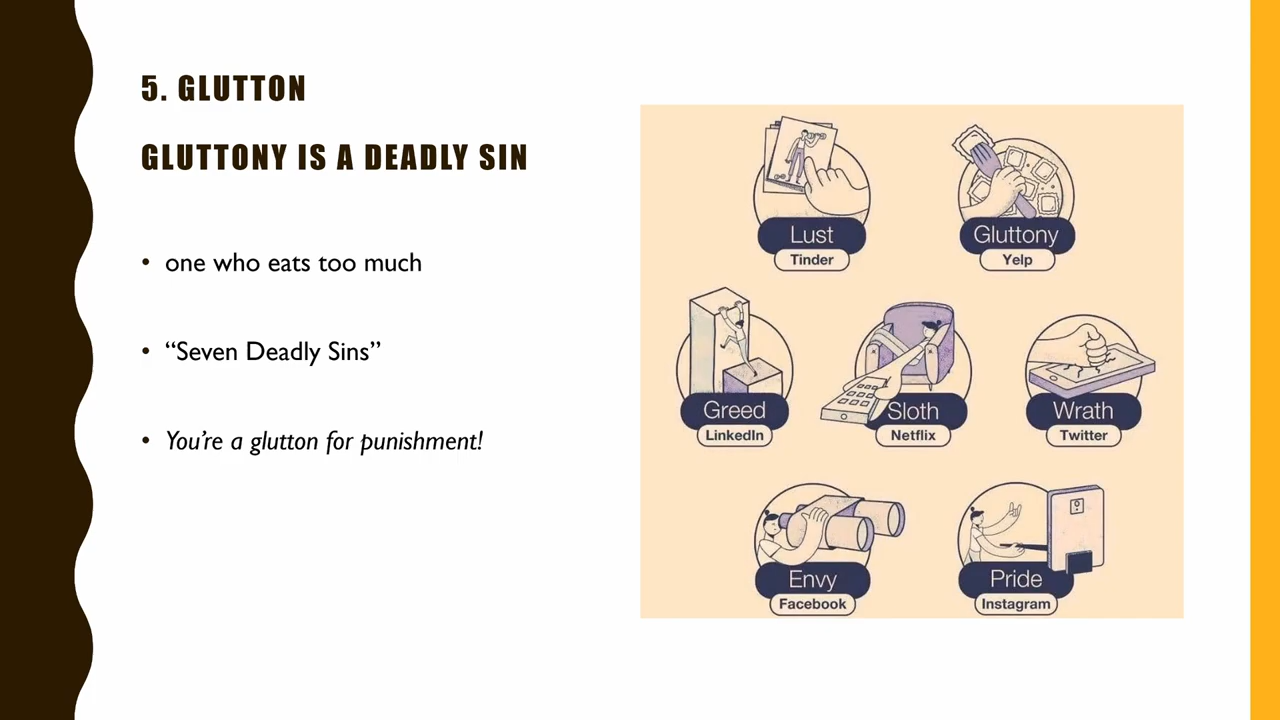 5. GLUTTON
GLUTTONY IS A DEADLY SIN
• one who eats too much
• “Seven Deadly Sins”
• You’re a glutton for punishment!
Lust
Tinder
Gluttony
Yelp
Greed
LinkedIn
Sloth
Netflix
Wrath
Twitter
Envy
Facebook
Pride
Instagram